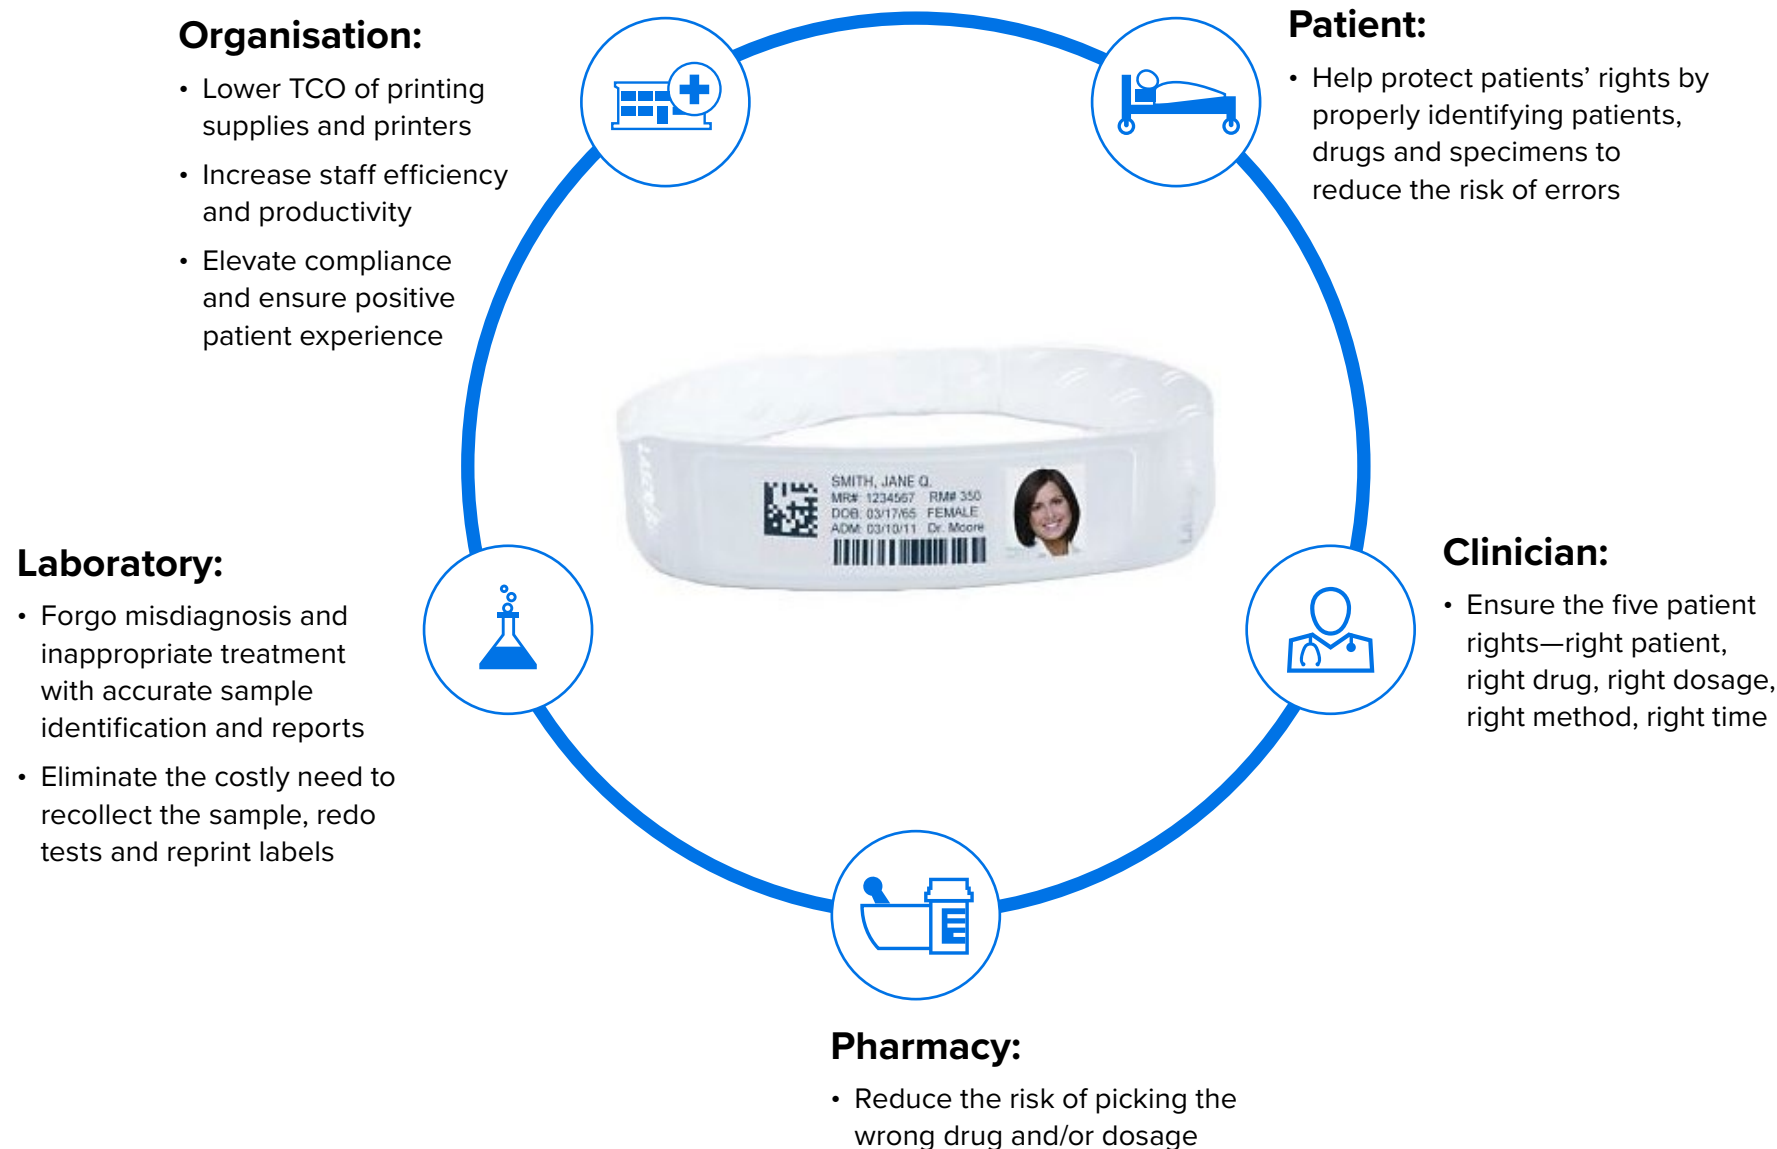 Organisation:
• Lower TCO of printing
supplies and printers
• Increase staff efficiency
and productivity
• Elevate compliance
and ensure positive
patient experience
Patient:
• Help protect patients’ rights by
properly identifying patients,
drugs and specimens to
reduce the risk of errors
SMITH, JANE Q.
MR# 1234567 RM# 350
DOB: 03/17/65 FEMALE
ADM: 03/10/11 Dr. Moore
Laboratory:
• Forgo misdiagnosis and
inappropriate treatment
with accurate sample
identification and reports
• Eliminate the costly need to
recollect the sample, redo
tests and reprint labels
Clinician:
• Ensure the five patient
rights—right patient,
right drug, right dosage,
right method, right time
Pharmacy:
• Reduce the risk of picking the
wrong drug and/or dosage